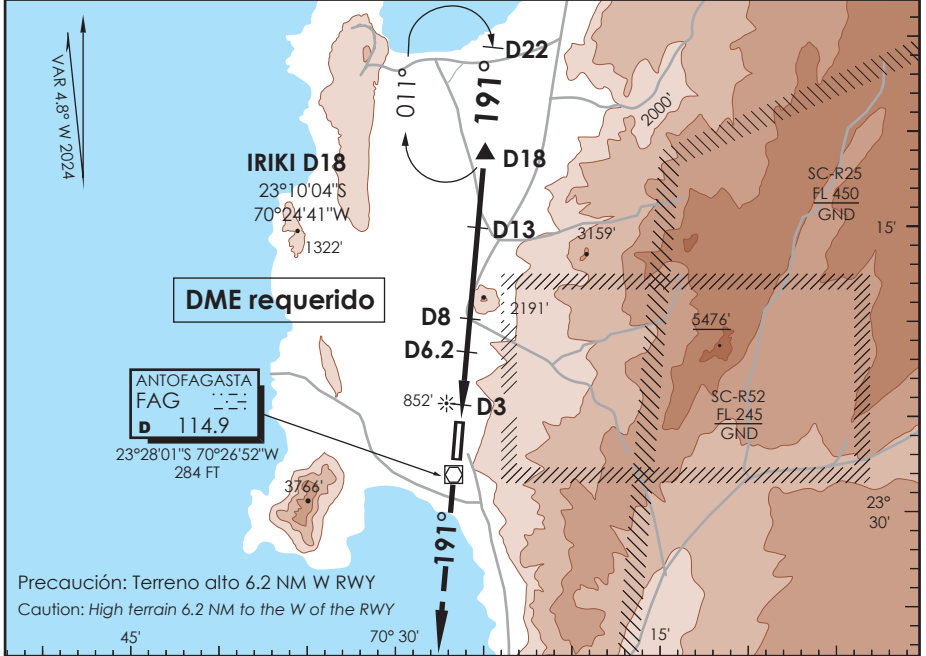 VAR 4.8° W 2024
011°
191°
D22
D18
IRIKI D18
23°10'04"S
70°24'41"W
1322'
D13
2000'
3159'
SC-R25
FL 450
GND
15'
DME requerido
2191'
D8
D6.2
5476'
ANTOFAGASTA
FAG
D 114.9
23°28'01"S 70°26'52"W
284 FT
852'
D3
SC-R52
FL 245
GND
3766'
23°
30'
191°
Precaución: Terreno alto 6.2 NM W RWY
Caution: High terrain 6.2 NM to the W of the RWY
45'
70° 30'
15'